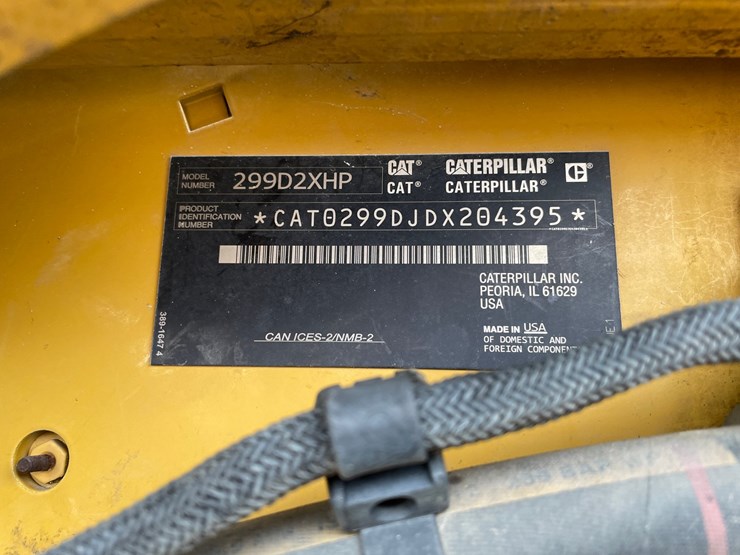 MODEL NUMBER 299D2XHP
CAT® CATERPILLAR® C®
CAT® CATERPILLAR®
PRODUCT IDENTIFICATION NUMBER *CAT0299DJDX204395*
CATERPILLAR INC.
PEORIA, IL 61629
USA
389-1647 4
CAN ICES-2/NMB-2
MADE IN USA
OF DOMESTIC AND
FOREIGN